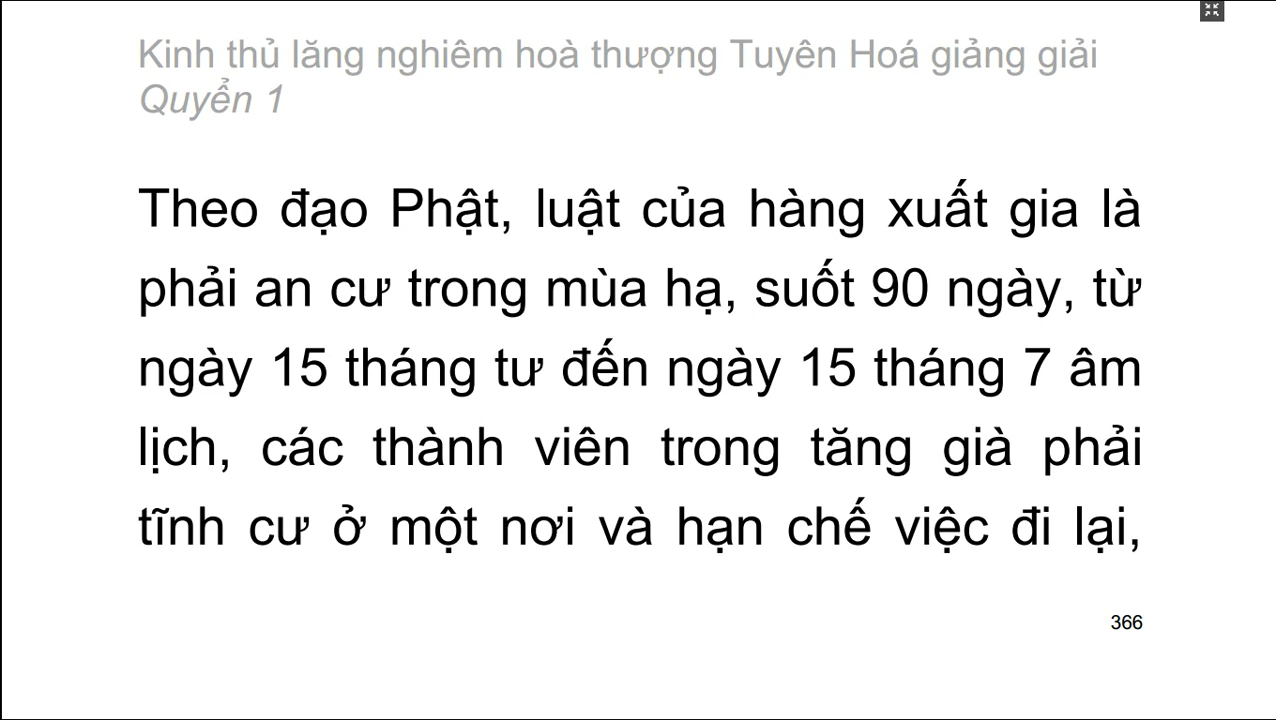 Kinh thủ lăng nghiêm hoà thượng Tuyên Hoá giảng giải
Quyển 1
Theo đạo Phật, luật của hàng xuất gia là
phải an cư trong mùa hạ, suốt 90 ngày, từ
ngày 15 tháng tư đến ngày 15 tháng 7 âm
lịch, các thành viên trong tăng già phải
tĩnh cư ở một nơi và hạn chế việc đi lại,
366